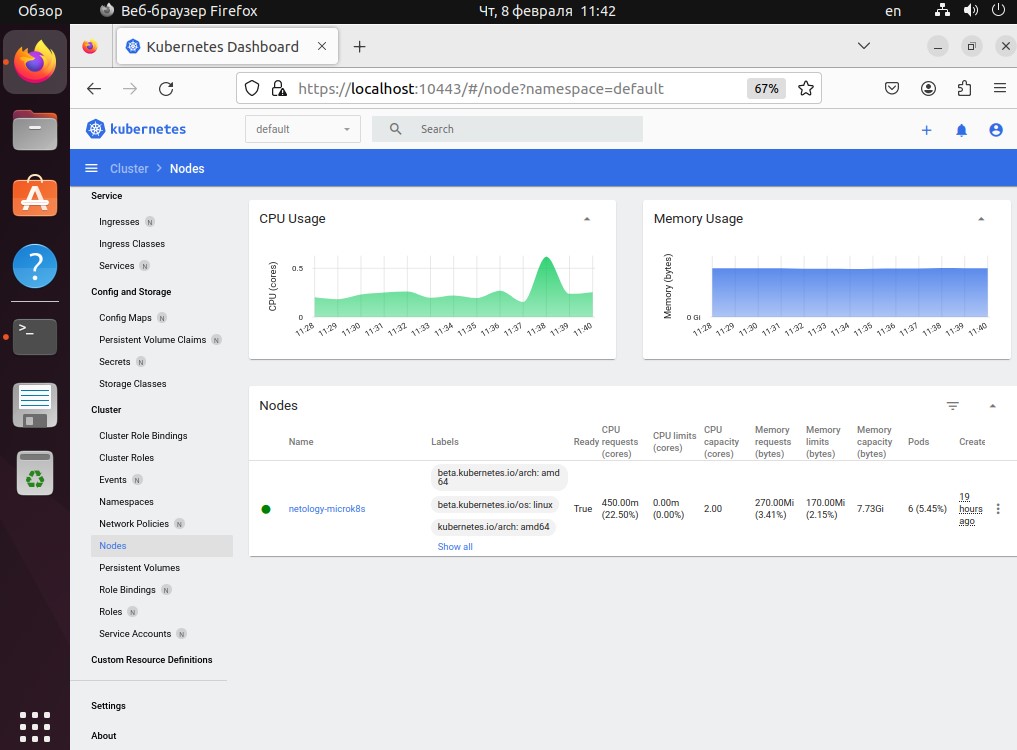 Обзор
Веб-браузер Firefox
Чт, 8 февраля 11:42
en
Kubernetes Dashboard
https://localhost:10443/#/node?namespace=default
67%
kubernetes
default
Search
Cluster
Nodes
Service
Ingresses N
Ingress Classes
Services N
Config and Storage
Config Maps N
Persistent Volume Claims N
Secrets N
Storage Classes
Cluster
Cluster Role Bindings
Cluster Roles
Events N
Namespaces
Network Policies N
Nodes
Persistent Volumes
Role Bindings N
Roles N
Service Accounts N
Custom Resource Definitions
Settings
About
CPU Usage
CPU (cores)
0.5
0
11:28 11:29 11:30 11:31 11:32 11:33 11:34 11:35 11:36 11:37 11:38 11:39 11:40
Memory Usage
Memory (bytes)
0 Gi
11:28 11:29 11:30 11:31 11:32 11:33 11:34 11:35 11:36 11:37 11:38 11:39 11:40
Nodes
Name
Labels
Ready
CPU
requests
(cores)
CPU limits
(cores)
CPU
capacity
(cores)
Memory
requests
(bytes)
Memory
limits
(bytes)
Memory
capacity
(bytes)
Pods
Create
netology-microk8s
beta.kubernetes.io/arch: amd
64
beta.kubernetes.io/os: linux
kubernetes.io/arch: amd64
Show all
True
450.00m
(22.50%)
0.00m
(0.00%)
2.00
270.00Mi
(3.41%)
170.00Mi
(2.15%)
7.73Gi
6 (5.45%)
19
hours
ago